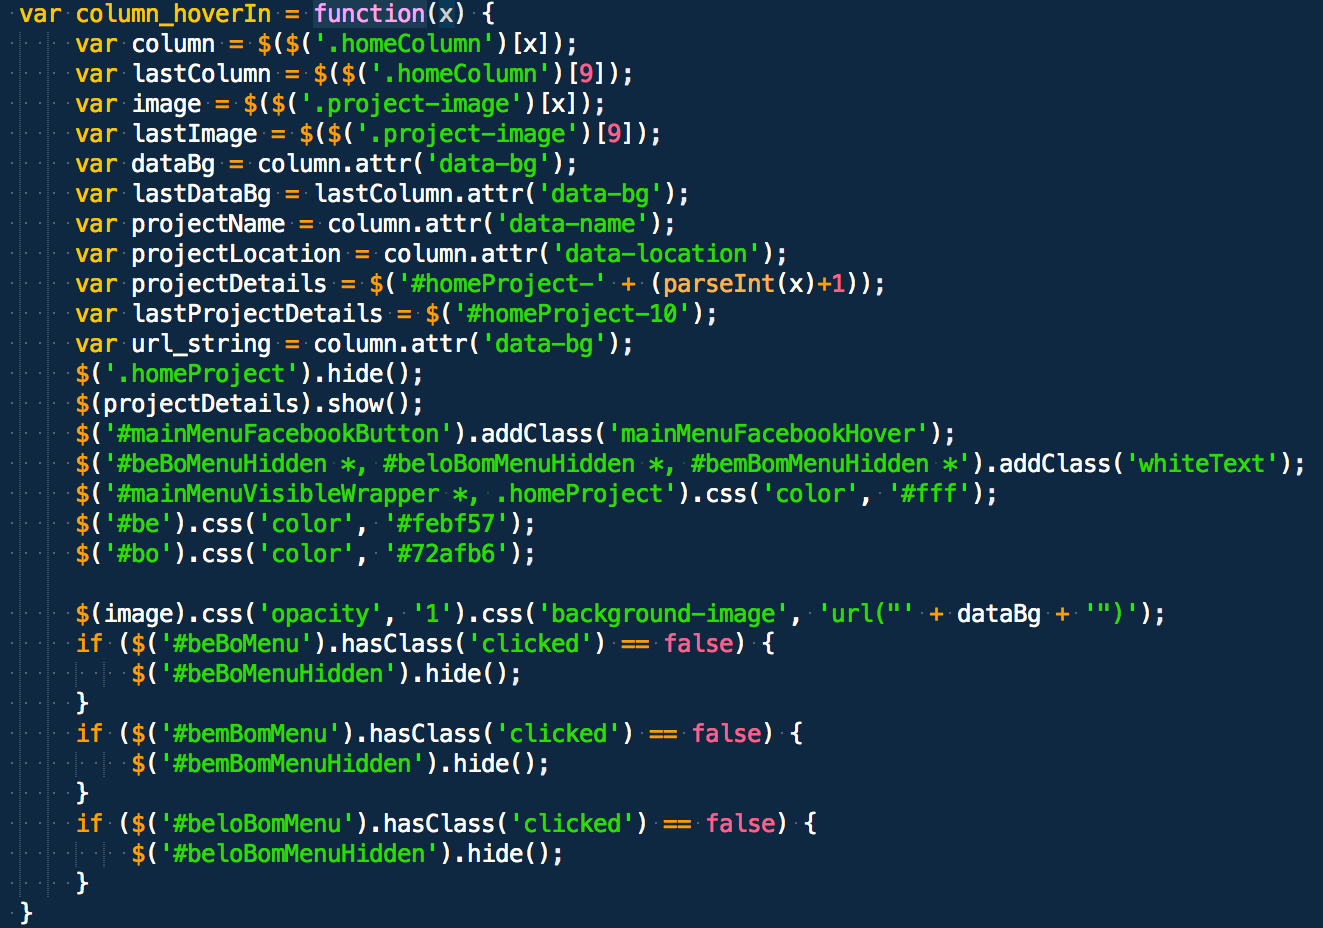 var column_hoverIn = function(x) {
var column = $($('.homeColumn')[x]);
var lastColumn = $($('.homeColumn')[9]);
var image = $($('.project-image')[x]);
var lastImage = $($('.project-image')[9]);
var dataBg = column.attr('data-bg');
var lastDataBg = lastColumn.attr('data-bg');
var projectName = column.attr('data-name');
var projectLocation = column.attr('data-location');
var projectDetails = $('#homeProject-' + (parseInt(x)+1));
var lastProjectDetails = $('#homeProject-10');
var url_string = column.attr('data-bg');
$('.homeProject').hide();
$(projectDetails).show();
$('#mainMenuFacebookButton').addClass('mainMenuFacebookHover');
$('#beBoMenuHidden *, #beloBomMenuHidden *, #bemBomMenuHidden *').addClass('whiteText');
$('#mainMenuVisibleWrapper *, .homeProject').css('color', '#fff');
$('#be').css('color', '#febf57');
$('#bo').css('color', '#72afb6');
$(image).css('opacity', '1').css('background-image', 'url("' + dataBg + '")');
if ($('#beBoMenu').hasClass('clicked') == false) {
$('#beBoMenuHidden').hide();
}
if ($('#bemBomMenu').hasClass('clicked') == false) {
$('#bemBomMenuHidden').hide();
}
if ($('#beloBomMenu').hasClass('clicked') == false) {
$('#beloBomMenuHidden').hide();
}
}